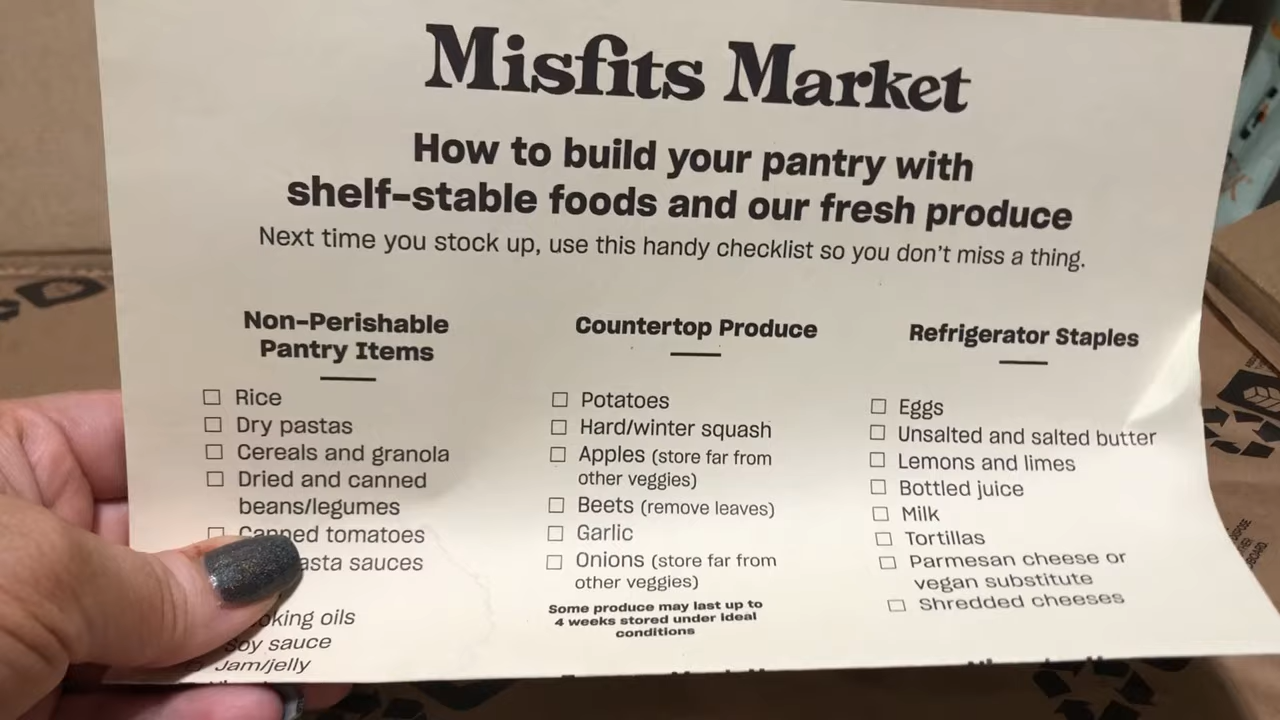 Misfits Market
How to build your pantry with
shelf-stable foods and our fresh produce
Next time you stock up, use this handy checklist so you don't miss a thing.
Non-Perishable
Pantry Items
Rice
Dry pastas
Cereals and granola
Dried and canned
beans/legumes
Canned tomatoes
asta sauces
oking oils
Soy sauce
Jam/jelly
Countertop Produce
Potatoes
Hard/winter squash
Apples (store far from
other veggies)
Beets (remove leaves)
Garlic
Onions (store far from
other veggies)
Some produce may last up to
4 weeks stored under ideal
conditions
Refrigerator Staples
Eggs
Unsalted and salted butter
Lemons and limes
Bottled juice
Milk
Tortillas
Parmesan cheese or
vegan substitute
Shredded cheeses